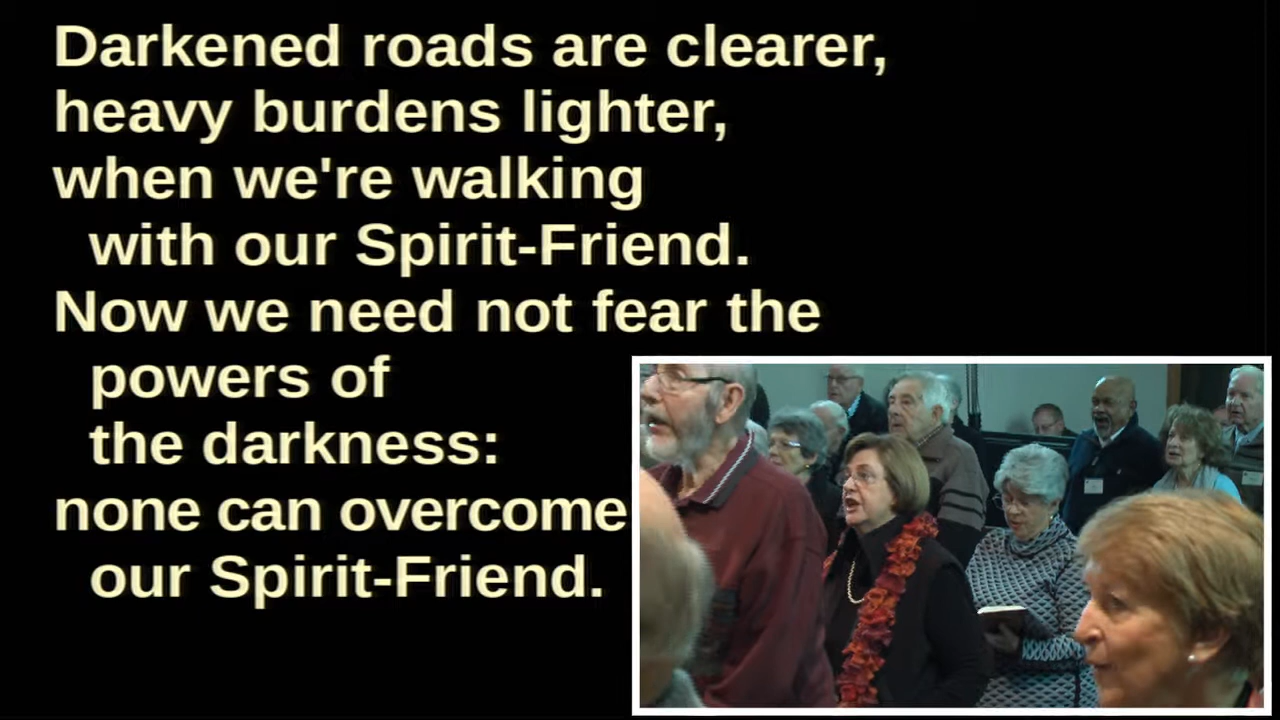 Darkened roads are clearer,
heavy burdens lighter,
when we're walking
with our Spirit-Friend.
Now we need not fear the
powers of
the darkness:
none can overcome
our Spirit-Friend.